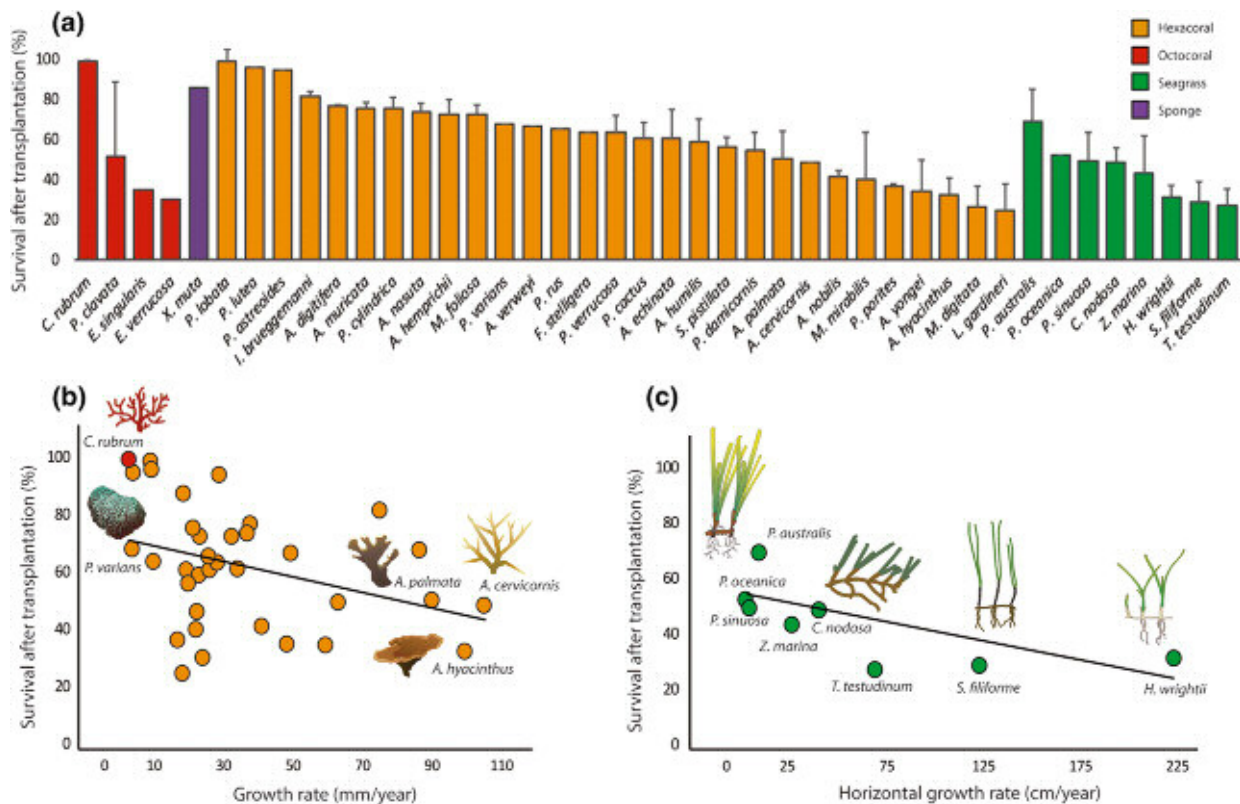 (a)
Hexacoral
Octocoral
Seagrass
Sponge
Survival after transplantation (%)
100
80
60
40
20
0
C. rubrum
P. clavata
E. singularis
E. verrucosa
X. muta
P. lobata
P. lutea
P. astreoides
I. brueggemanni
A. digitifera
A. muricata
P. cylindrica
A. nasuta
A. hemprichii
M. foliosa
P. varians
A. verweyi
P. rus
F. stelligera
P. verrucosa
P. cactus
A. echinata
A. humilis
S. pistillata
P. damicornis
A. palmata
A. cervicornis
A. nobilis
M. mirabilis
P. porites
A. yongei
A. hyacinthus
M. digitata
L. gardineri
P. australis
P. oceanica
P. sinuosa
C. nodosa
Z. marina
H. wrightii
S. filiforme
T. testudinum
(b)
Survival after transplantation (%)
100
80
60
40
20
0
C. rubrum
P. varians
A. palmata
A. cervicornis
A. hyacinthus
0 10 30 50 70 90 110
Growth rate (mm/year)
(c)
Survival after transplantation (%)
100
80
60
40
20
0
P. australis
P. oceanica
P. sinuosa
C. nodosa
Z. marina
T. testudinum
S. filiforme
H. wrightii
0 25 75 125 175 225
Horizontal growth rate (cm/year)